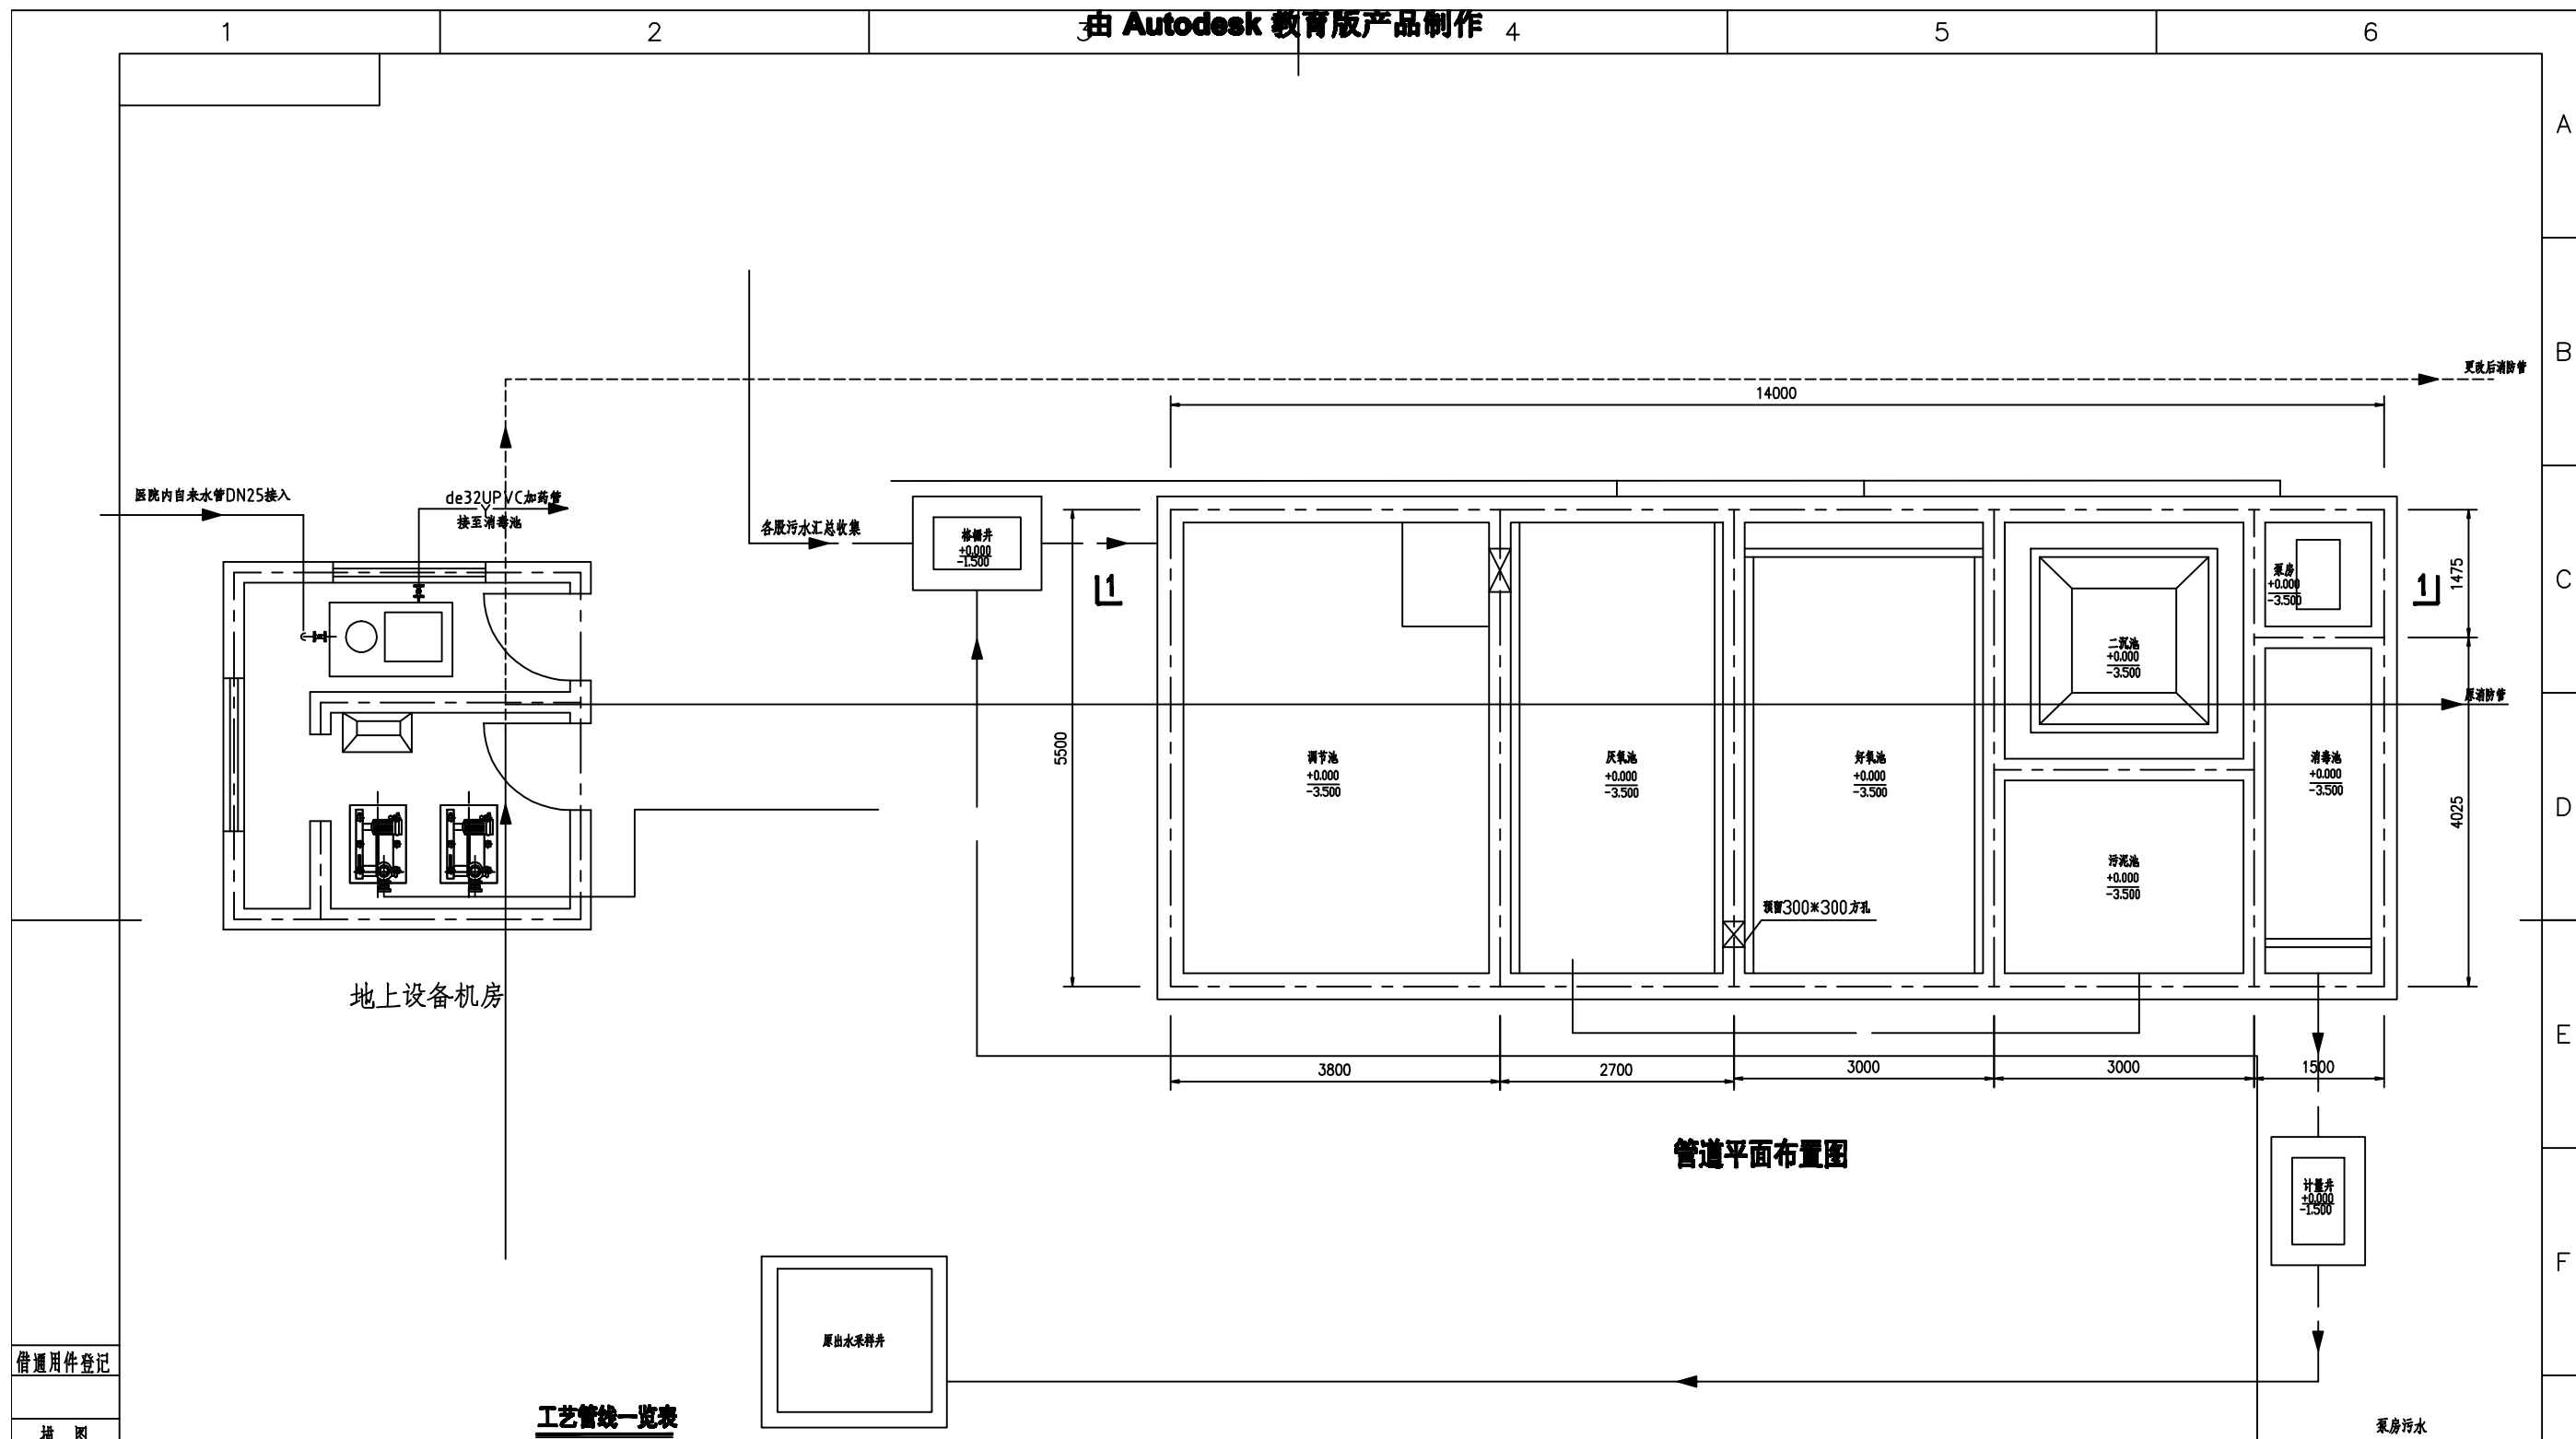 由 Autodesk 教育版产品制作
1
2
3
4
5
6
A
B
C
D
E
F
更改后消防管
14000
医院内自来水管DN25接入
de32UPVC加药管
接至消毒池
各股污水汇总收集
格栅井
+0.000
-1.500
1
1
泵房
+0.000
-3.500
1475
二沉池
+0.000
-3.500
原消防管
5500
调节池
+0.000
-3.500
厌氧池
+0.000
-3.500
好氧池
+0.000
-3.500
消毒池
+0.000
-3.500
4025
污泥池
+0.000
-3.500
预留300*300方孔
地上设备机房
3800
2700
3000
3000
1500
管道平面布置图
计量井
+0.000
-1.500
原出水采样井
借通用件登记
工艺管线一览表
描 图
泵房污水